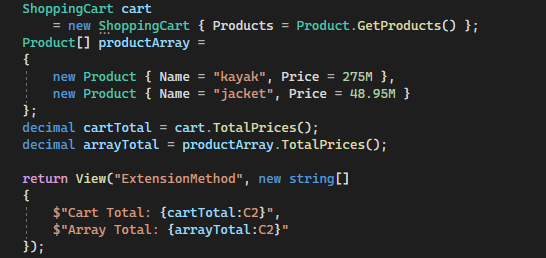 ShoppingCart cart
    = new ShoppingCart { Products = Product.GetProducts() };
Product[] productArray =
{
    new Product { Name = "kayak", Price = 275M },
    new Product { Name = "jacket", Price = 48.95M }
};
decimal cartTotal = cart.TotalPrices();
decimal arrayTotal = productArray.TotalPrices();

return View("ExtensionMethod", new string[]
{
    $"Cart Total: {cartTotal:C2}",
    $"Array Total: {arrayTotal:C2}"
});